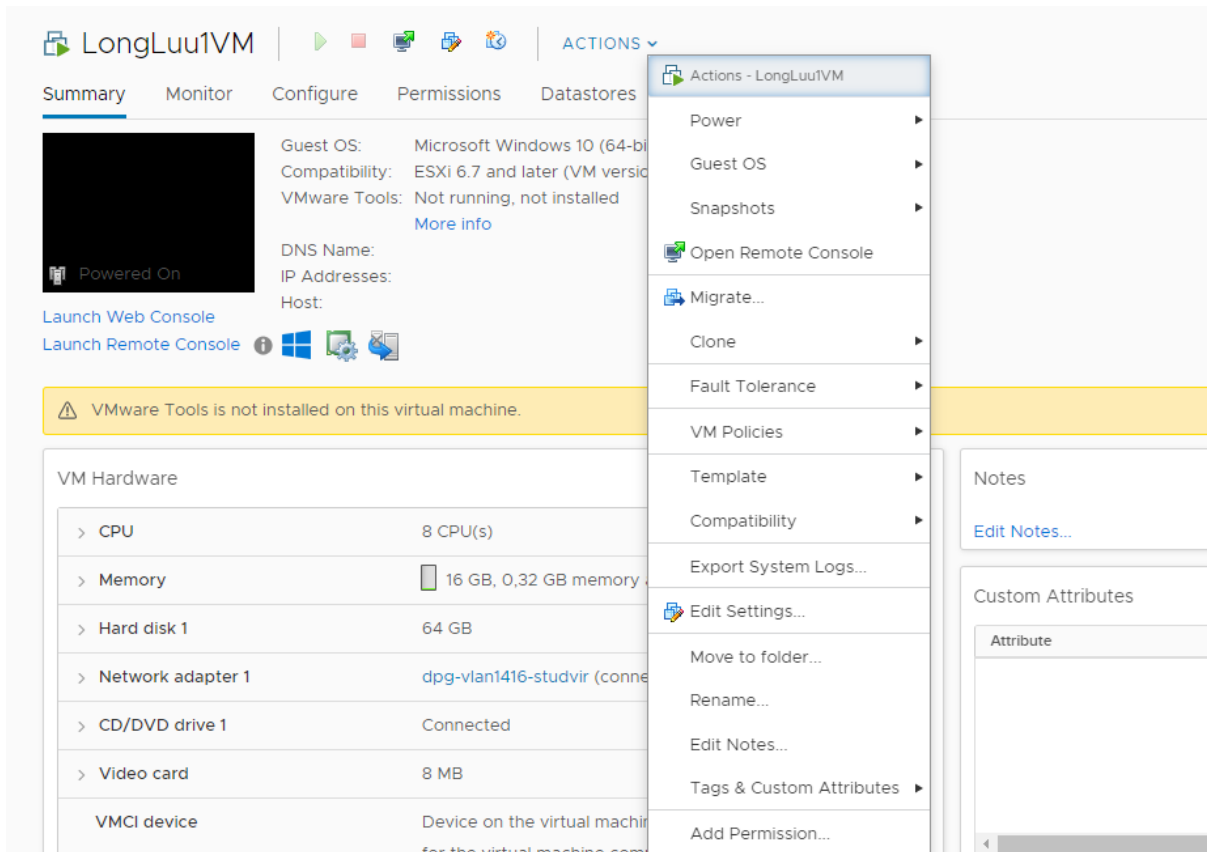 LongLuu1VM
ACTIONS
Summary Monitor Configure Permissions Datastores
Powered On
Launch Web Console
Launch Remote Console
Guest OS: Microsoft Windows 10 (64-bi
Compatibility: ESXi 6.7 and later (VM versic
VMware Tools: Not running, not installed
More info
DNS Name:
IP Addresses:
Host:
Actions - LongLuu1VM
Power
Guest OS
Snapshots
Open Remote Console
Migrate...
Clone
Fault Tolerance
VM Policies
Template
Compatibility
Export System Logs...
Edit Settings...
Move to folder...
Rename...
Edit Notes...
Tags & Custom Attributes
Add Permission...
VMware Tools is not installed on this virtual machine.
VM Hardware
CPU 8 CPU(s)
Memory 16 GB, 0,32 GB memory
Hard disk 1 64 GB
Network adapter 1 dpg-vlan1416-studvir (conne
CD/DVD drive 1 Connected
Video card 8 MB
VMCI device Device on the virtual machin
for the virtual machine
Notes
Edit Notes...
Custom Attributes
Attribute